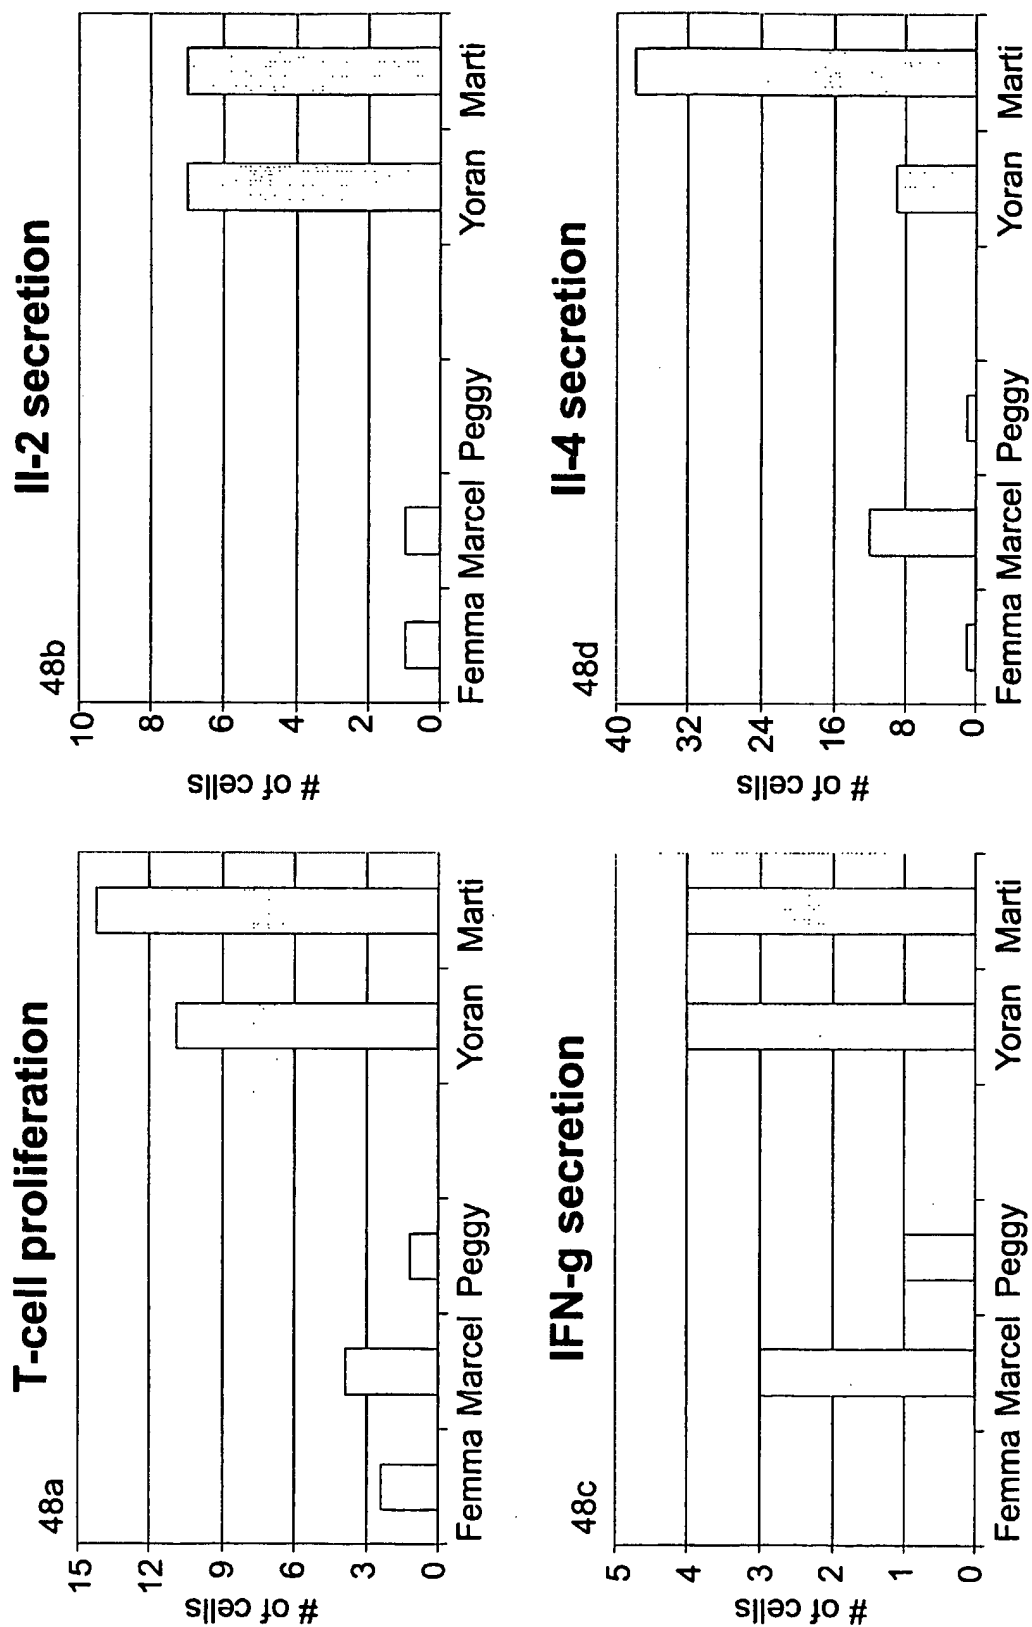 T-cell proliferation
48a
# of cells
15
12
9
6
3
0
Femma Marcel Peggy Yoran Marti
Il-2 secretion
48b
# of cells
10
8
6
4
2
0
Femma Marcel Peggy Yoran Marti
IFN-g secretion
48c
# of cells
5
4
3
2
1
0
Femma Marcel Peggy Yoran Marti
Il-4 secretion
48d
# of cells
40
32
24
16
8
0
Femma Marcel Peggy Yoran Marti